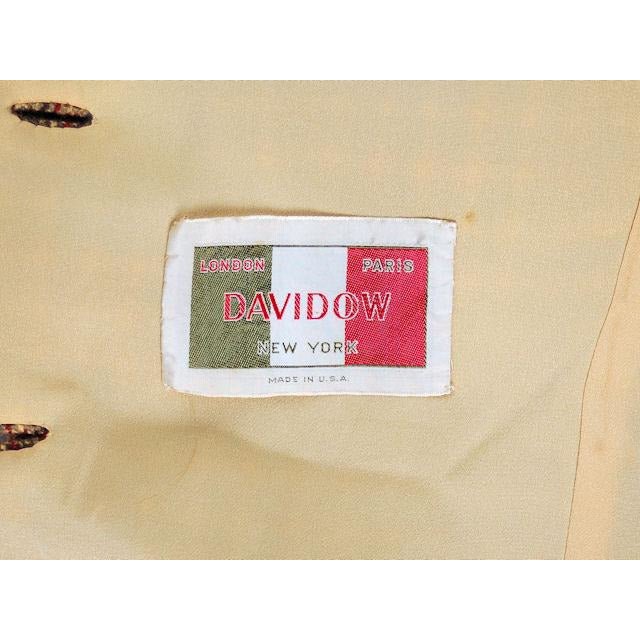 LONDON PARIS
DAVIDOW
NEW YORK
MADE IN U.S.A.